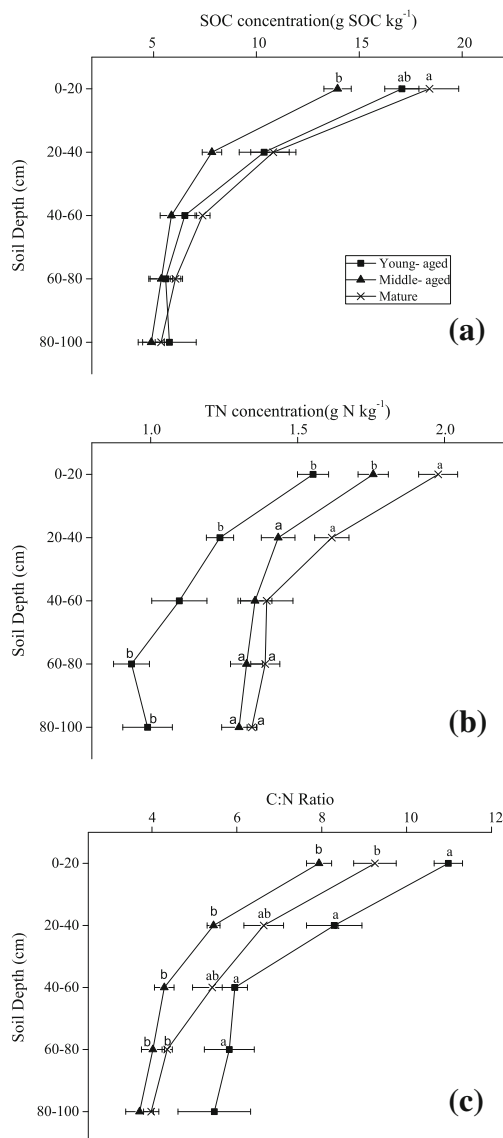 SOC concentration(g SOC kg-1)
5 10 15 20
Soil Depth (cm)
0-20
b ab a
20-40
40-60
60-80
80-100
Young- aged
Middle- aged
Mature
(a)
TN concentration(g N kg-1)
1.0 1.5 2.0
Soil Depth (cm)
0-20
b b a
20-40
b a a
40-60
60-80
b a a
80-100
b a a
(b)
C:N Ratio
4 6 8 10 12
Soil Depth (cm)
0-20
b b a
20-40
b ab a
40-60
b ab a
60-80
b b a
80-100
(c)